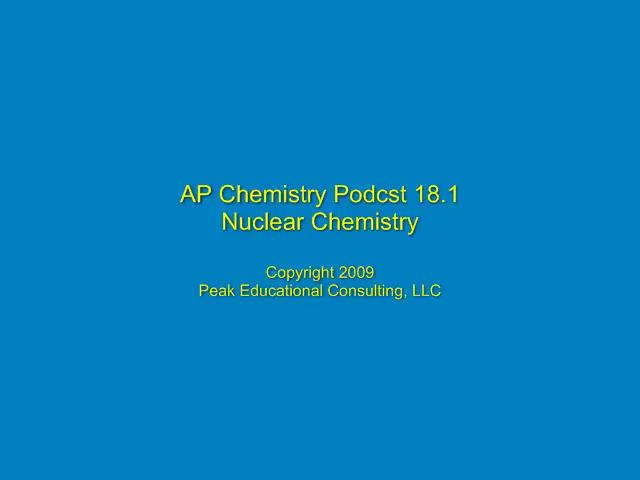 AP Chemistry Podcst 18.1
Nuclear Chemistry
Copyright 2009
Peak Educational Consulting, LLC